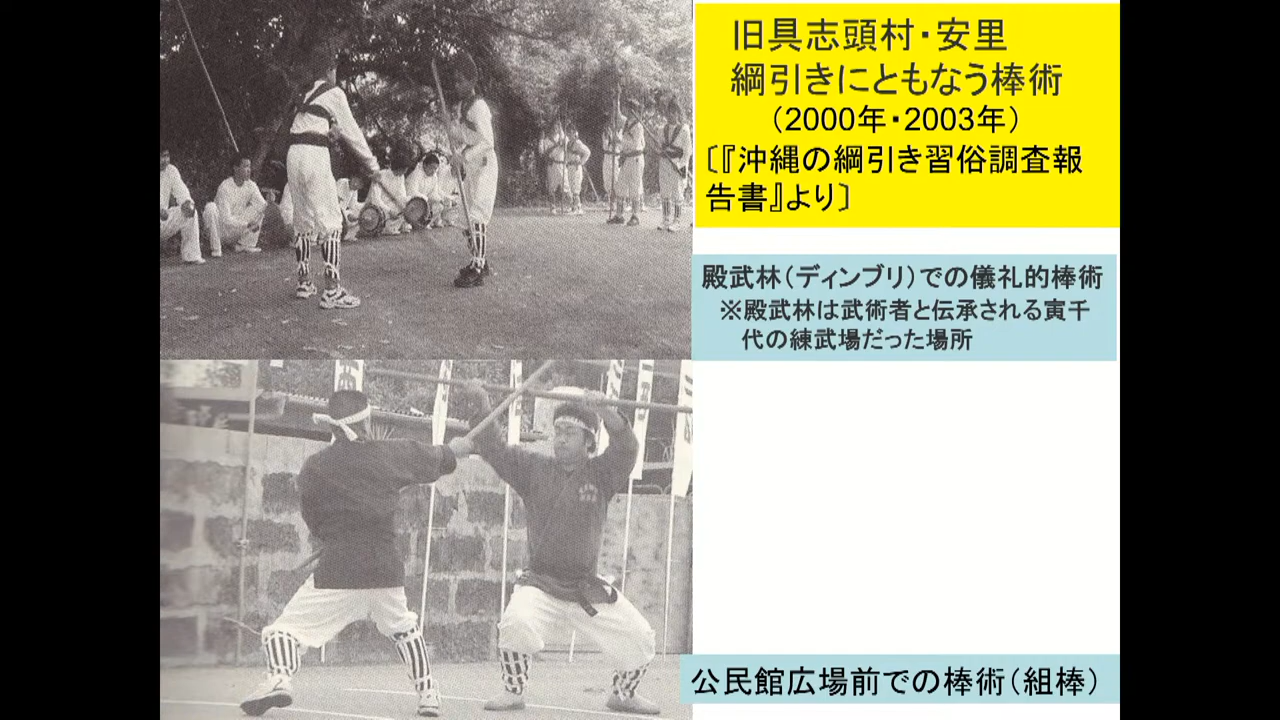 旧具志頭村・安里
綱引きにともなう棒術
（2000年・2003年）
〔『沖縄の綱引き習俗調査報
告書』より〕
殿武林（ディンブリ）での儀礼的棒術
※殿武林は武術者と伝承される寅千
代の練武場だった場所
公民館広場前での棒術（組棒）